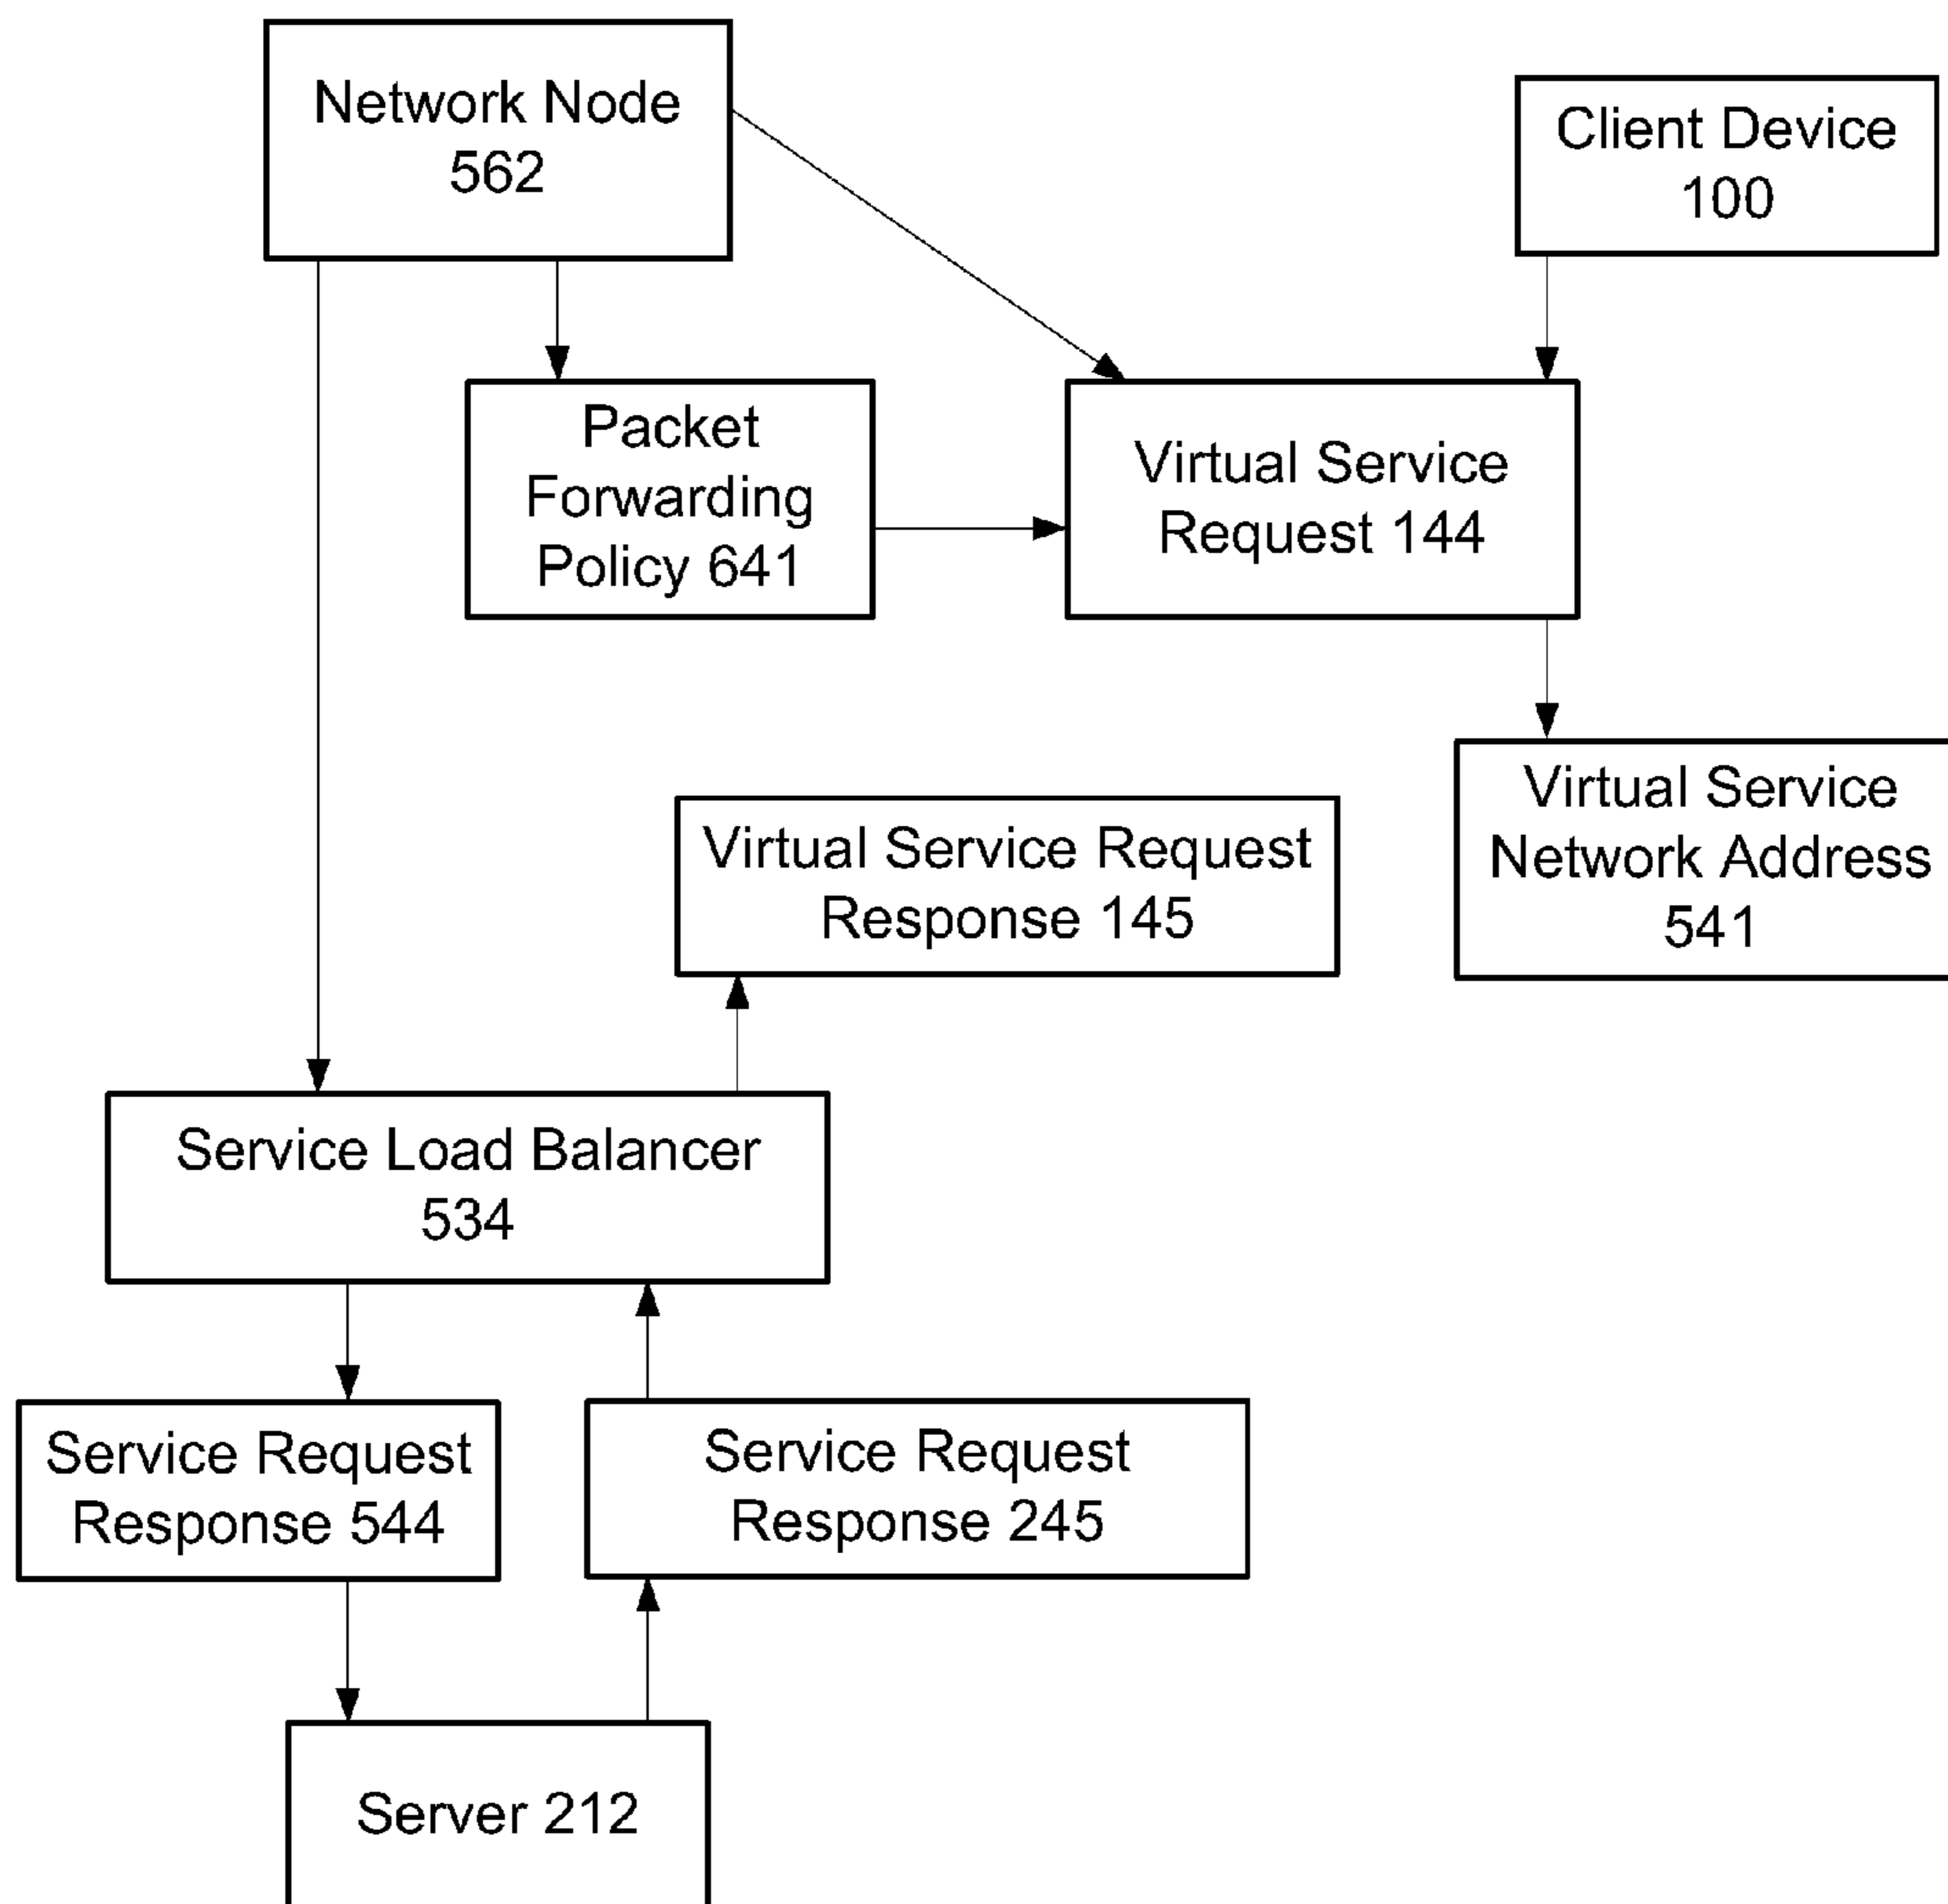 Network Node
562
Client Device
100
Packet
Forwarding
Policy 641
Virtual Service
Request 144
Virtual Service
Network Address
541
Virtual Service Request
Response 145
Service Load Balancer
534
Service Request
Response 544
Service Request
Response 245
Server 212